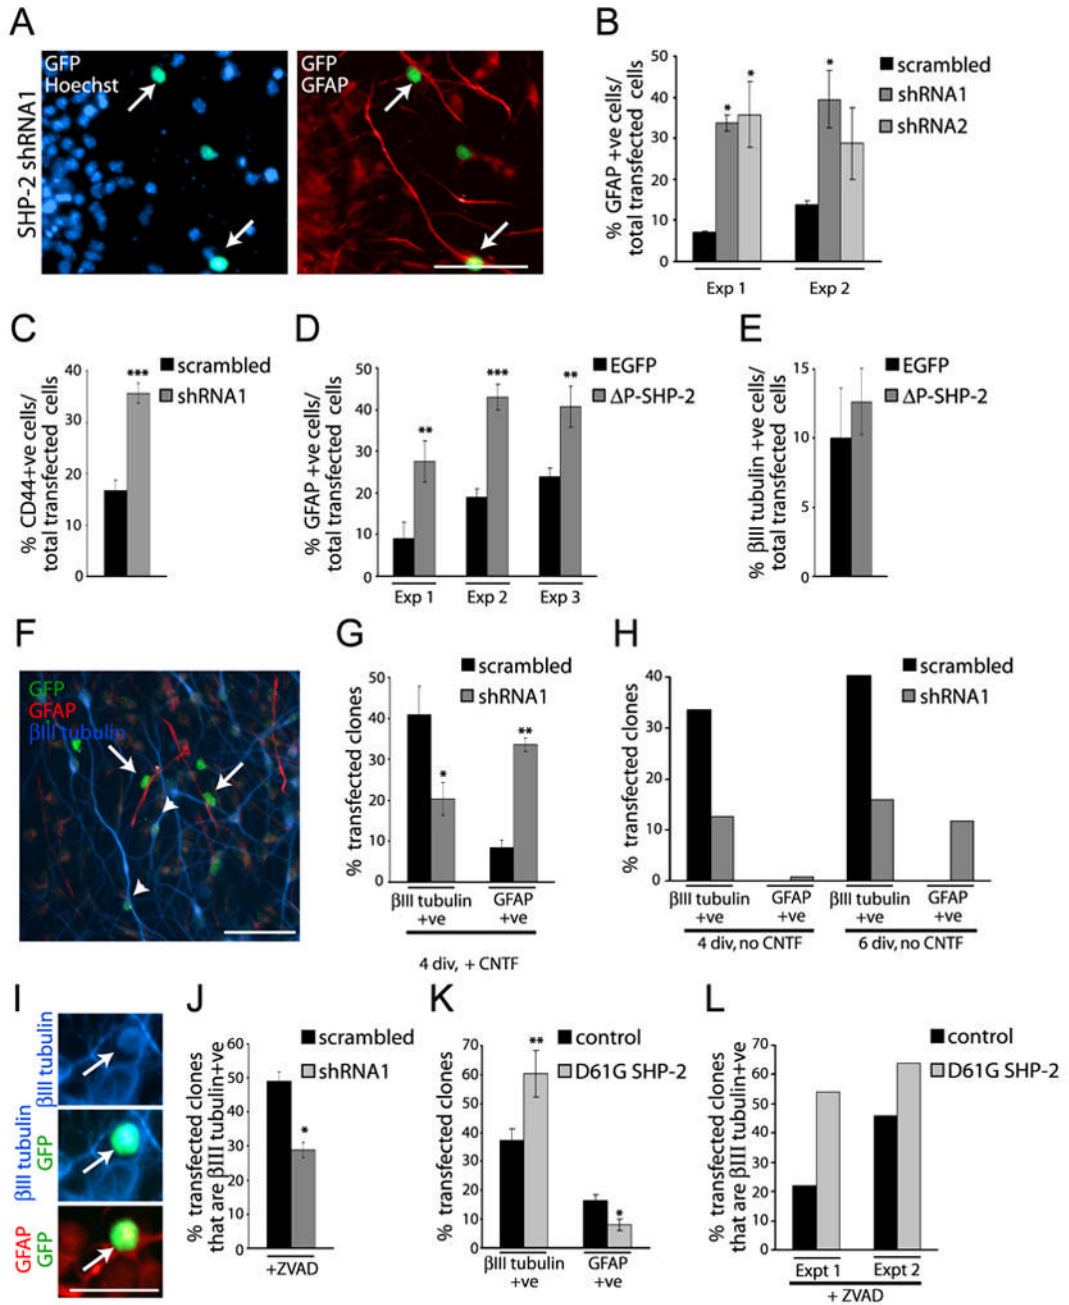 A
SHP-2 shRNA1
GFP
Hoechst
GFP
GFAP
B
% GFAP +ve cells/
total transfected cells
50
40
30
20
10
0
*
*
*
Exp 1
Exp 2
scrambled
shRNA1
shRNA2
C
% CD44+ve cells/
total transfected cells
40
30
20
10
0
***
scrambled
shRNA1
D
% GFAP +ve cells/
total transfected cells
50
40
30
20
10
0
**
***
**
Exp 1
Exp 2
Exp 3
EGFP
ΔP-SHP-2
E
% βIII tubulin +ve cells/
total transfected cells
15
10
5
0
EGFP
ΔP-SHP-2
F
GFP
GFAP
βIII tubulin
G
% transfected clones
50
40
30
20
10
0
*
**
scrambled
shRNA1
βIII tubulin
+ve
GFAP
+ve
4 div, + CNTF
H
% transfected clones
40
30
20
10
0
scrambled
shRNA1
βIII tubulin
+ve
GFAP
+ve
βIII tubulin
+ve
GFAP
+ve
4 div, no CNTF
6 div, no CNTF
I
βIII tubulin
βIII tubulin
GFP
GFAP
GFP
J
% transfected clones
that are βIII tubulin+ve
60
50
40
30
20
10
0
*
scrambled
shRNA1
+ZVAD
K
% transfected clones
70
60
50
40
30
20
10
0
**
*
control
D61G SHP-2
βIII tubulin
+ve
GFAP
+ve
L
% transfected clones
that are βIII tubulin+ve
70
60
50
40
30
20
10
0
control
D61G SHP-2
Expt 1
Expt 2
+ ZVAD